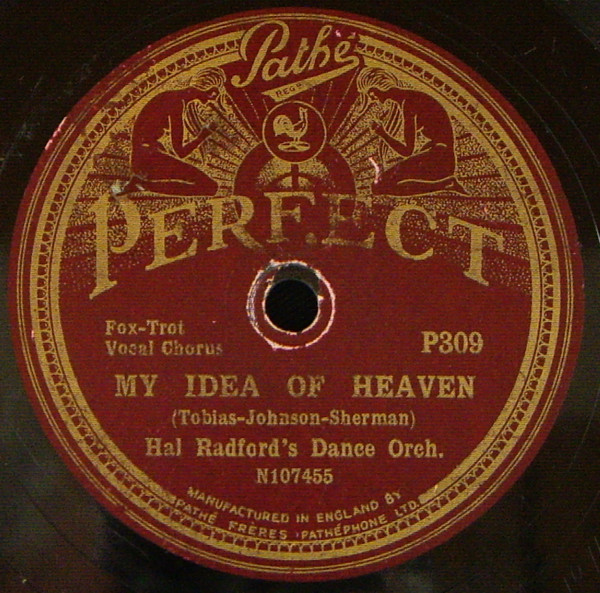 Pathé
REGD
PERFECT
Fox-Trot
Vocal Chorus
P309
MY IDEA OF HEAVEN
(Tobias-Johnson-Sherman)
Hal Radford's Dance Orch.
N107455
MANUFACTURED IN ENGLAND BY
PATHÉ FRÈRES PATHÉPHONE LTD.